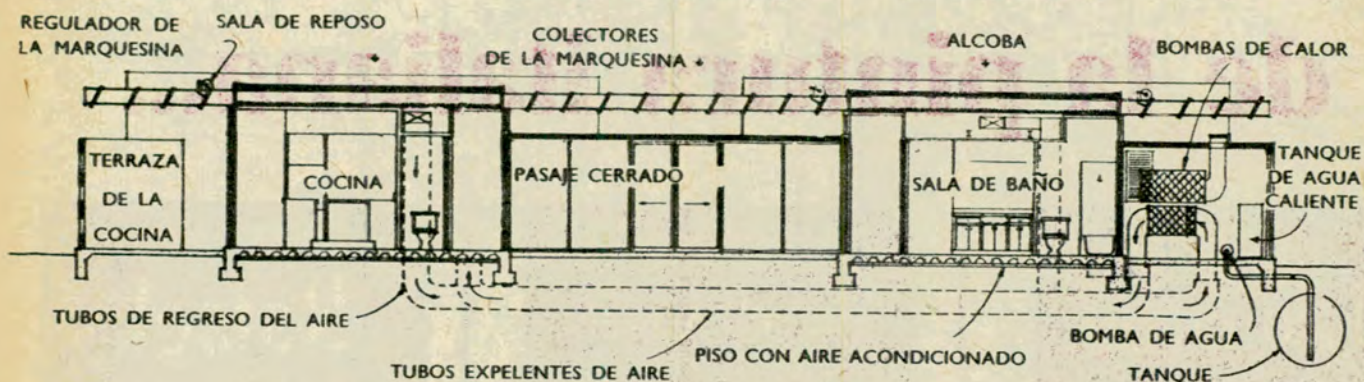 REGULADOR DE
LA MARQUESINA
SALA DE REPOSO
COLECTORES
DE LA MARQUESINA
ALCOBA
BOMBAS DE CALOR
TERRAZA
DE LA
COCINA
COCINA
PASAJE CERRADO
SALA DE BAÑO
TANQUE
DE AGUA
CALIENTE
TUBOS DE REGRESO DEL AIRE
TUBOS EXPELENTES DE AIRE
PISO CON AIRE ACONDICIONADO
BOMBA DE AGUA
TANQUE